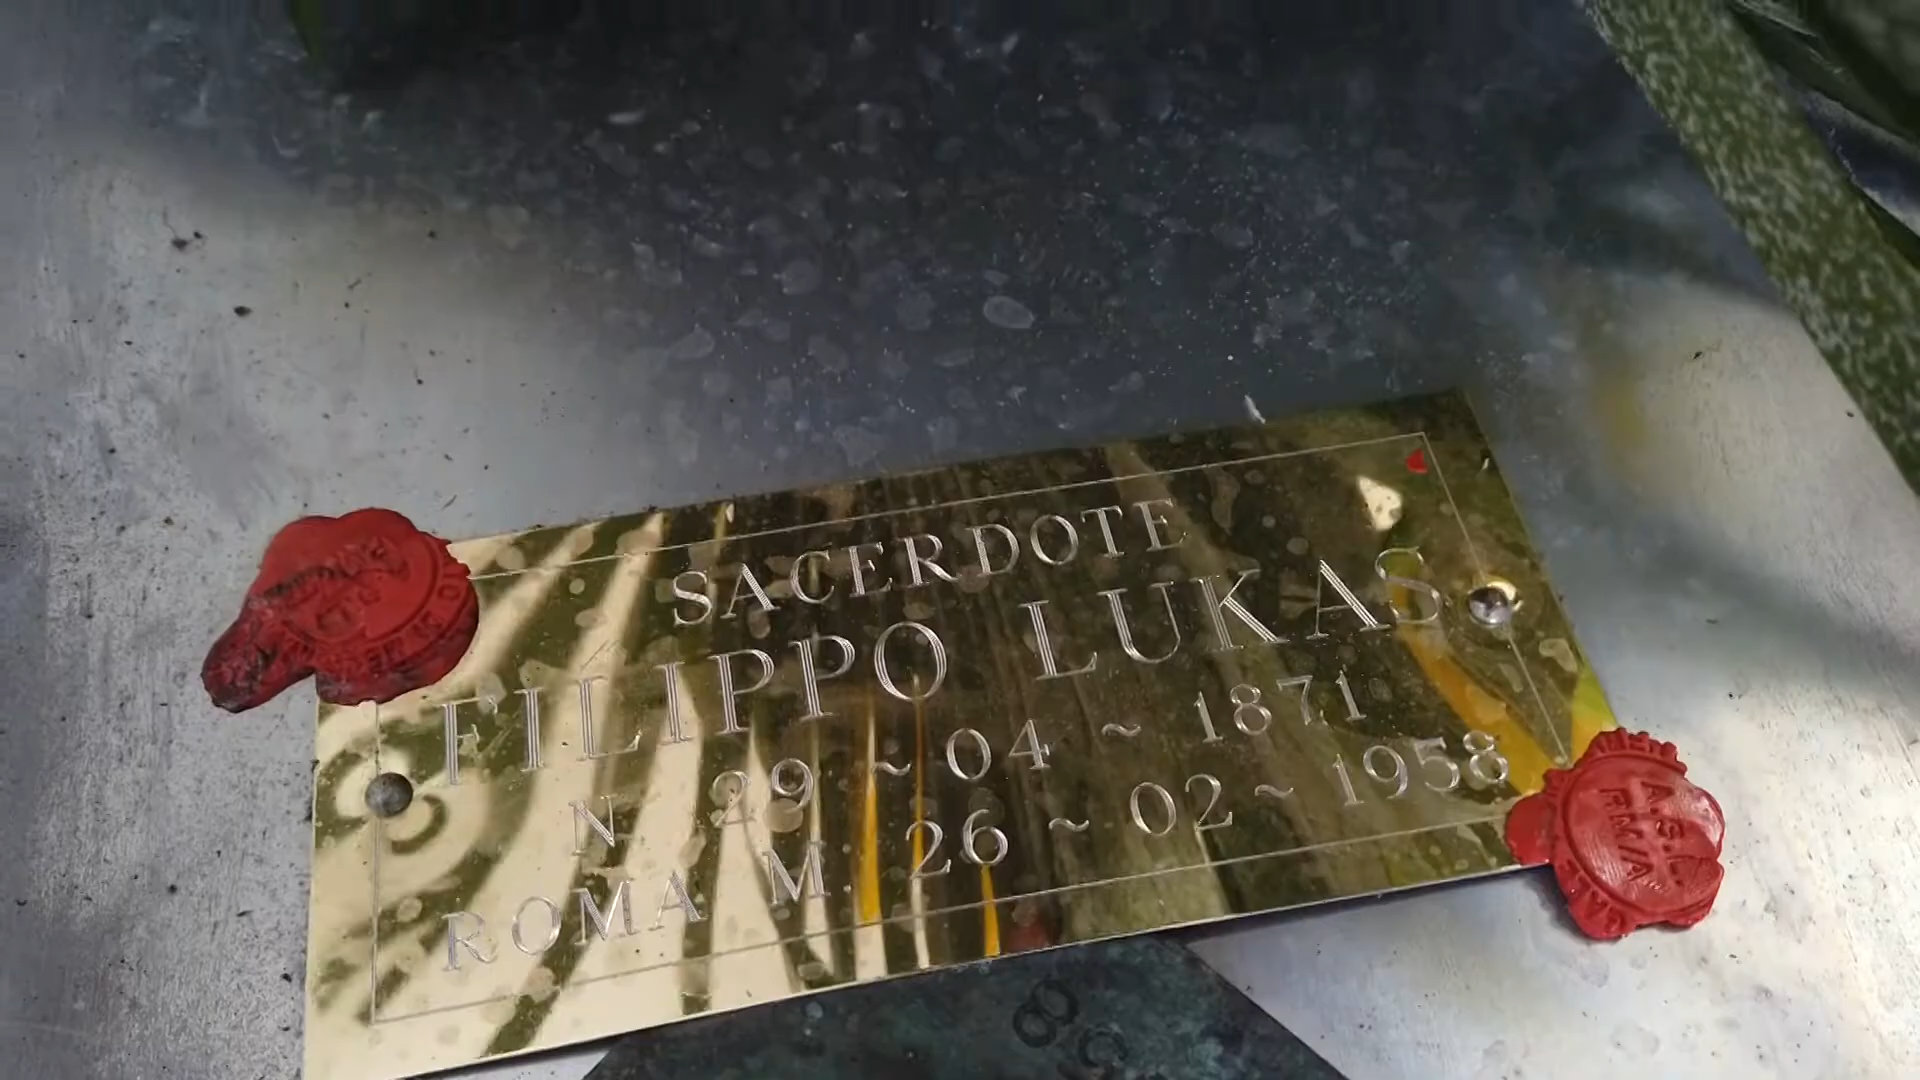 SACERDOTE
FILIPPO LUKAS
N 29 ~ 04 ~ 1871
ROMA M 26 ~ 02 ~ 1958